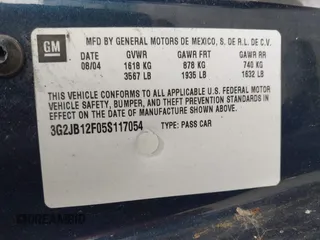 GM
MFD BY GENERAL MOTORS DE MEXICO, S. DE R.L. DE C.V.
DATE GVWR GAWR FRT GAWR RR
08/04 1618 KG 878 KG 740 KG
3567 LB 1935 LB 1632 LB
THIS VEHICLE CONFORMS TO ALL APPLICABLE U.S. FEDERAL MOTOR
VEHICLE SAFETY, BUMPER, AND THEFT PREVENTION STANDARDS
IN EFFECT ON THE DATE OF MANUFACTURE SHOWN ABOVE.
3G2JB12F05S117054 TYPE: PASS CAR
DREAMBID